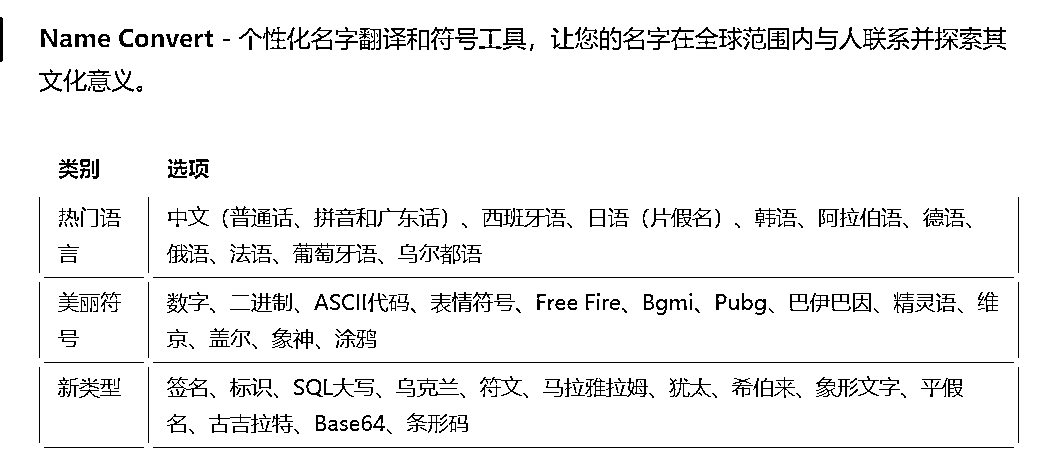 Name Convert - 个性化名字翻译和符号工具，让您的名字在全球范围内与人联系并探索其
文化意义。
类别 选项
热门语 中文（普通话、拼音和广东话）、西班牙语、日语（片假名）、韩语、阿拉伯语、德语、
言 俄语、法语、葡萄牙语、乌尔都语
美丽符 数字、二进制、ASCII代码、表情符号、Free Fire、Bgmi、Pubg、巴伊巴因、精灵语、维
号 京、盖尔、象神、涂鸦
新类型 签名、标识、SQL大写、乌克兰、符文、马拉雅拉姆、犹太、希伯来、象形文字、平假
名、古吉拉特、Base64、条形码